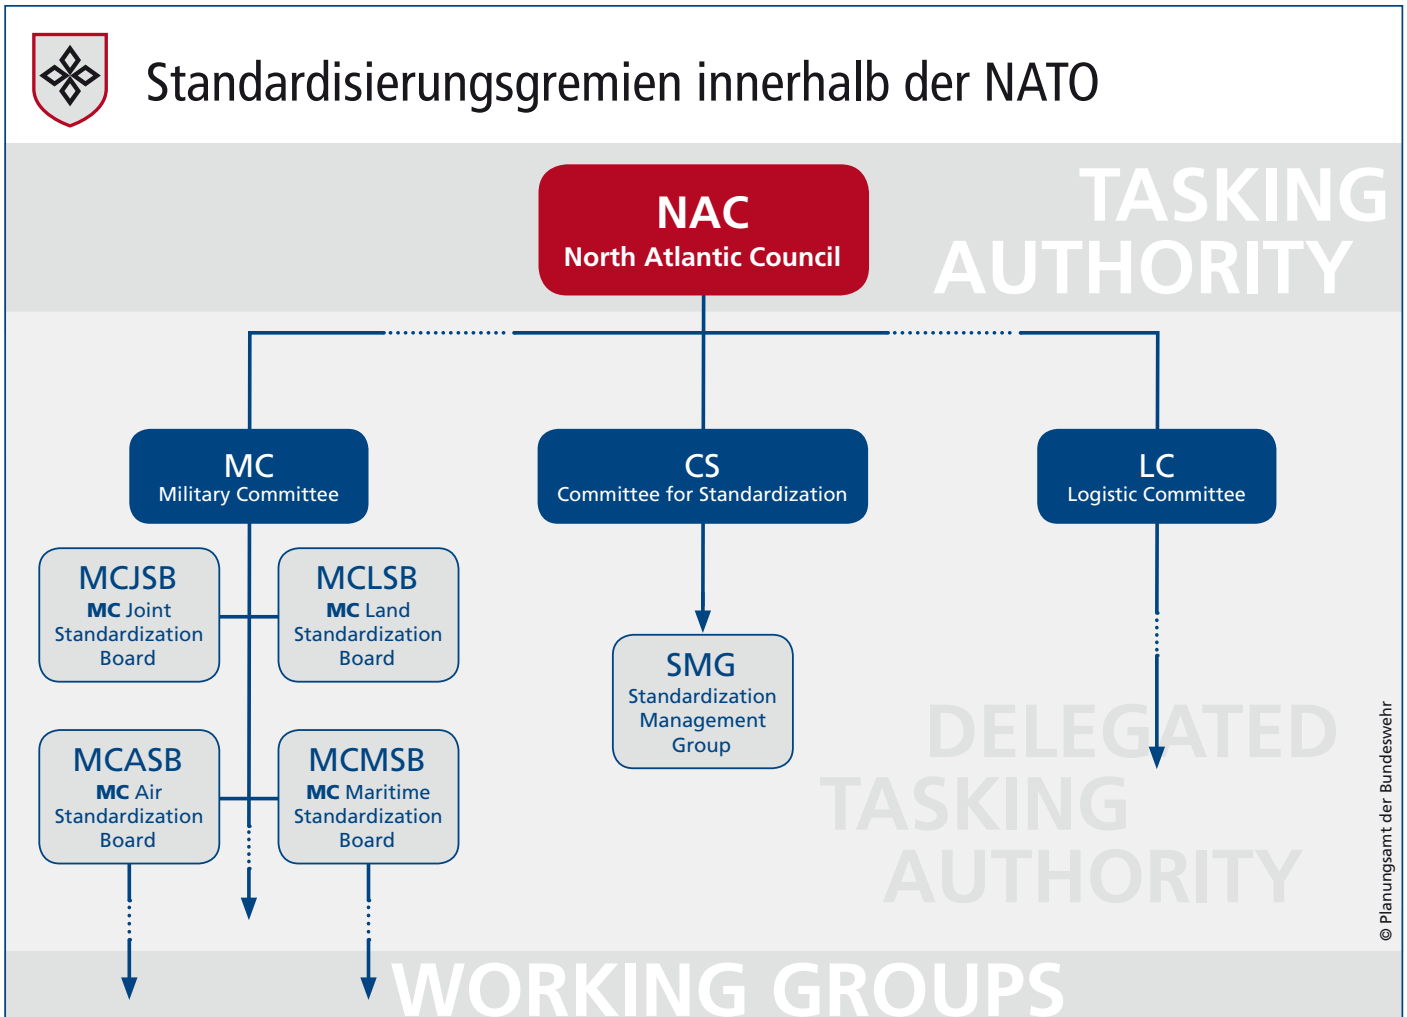 Standardisierungsgremien innerhalb der NATO
TASKING
AUTHORITY
NAC
North Atlantic Council
MC
Military Committee
CS
Committee for Standardization
LC
Logistic Committee
MCJSB
MC Joint
Standardization
Board
MCLSB
MC Land
Standardization
Board
SMG
Standardization
Management
Group
MCASB
MC Air
Standardization
Board
MCMSB
MC Maritime
Standardization
Board
DELEGATED
TASKING
AUTHORITY
© Planungsamt der Bundeswehr
WORKING GROUPS